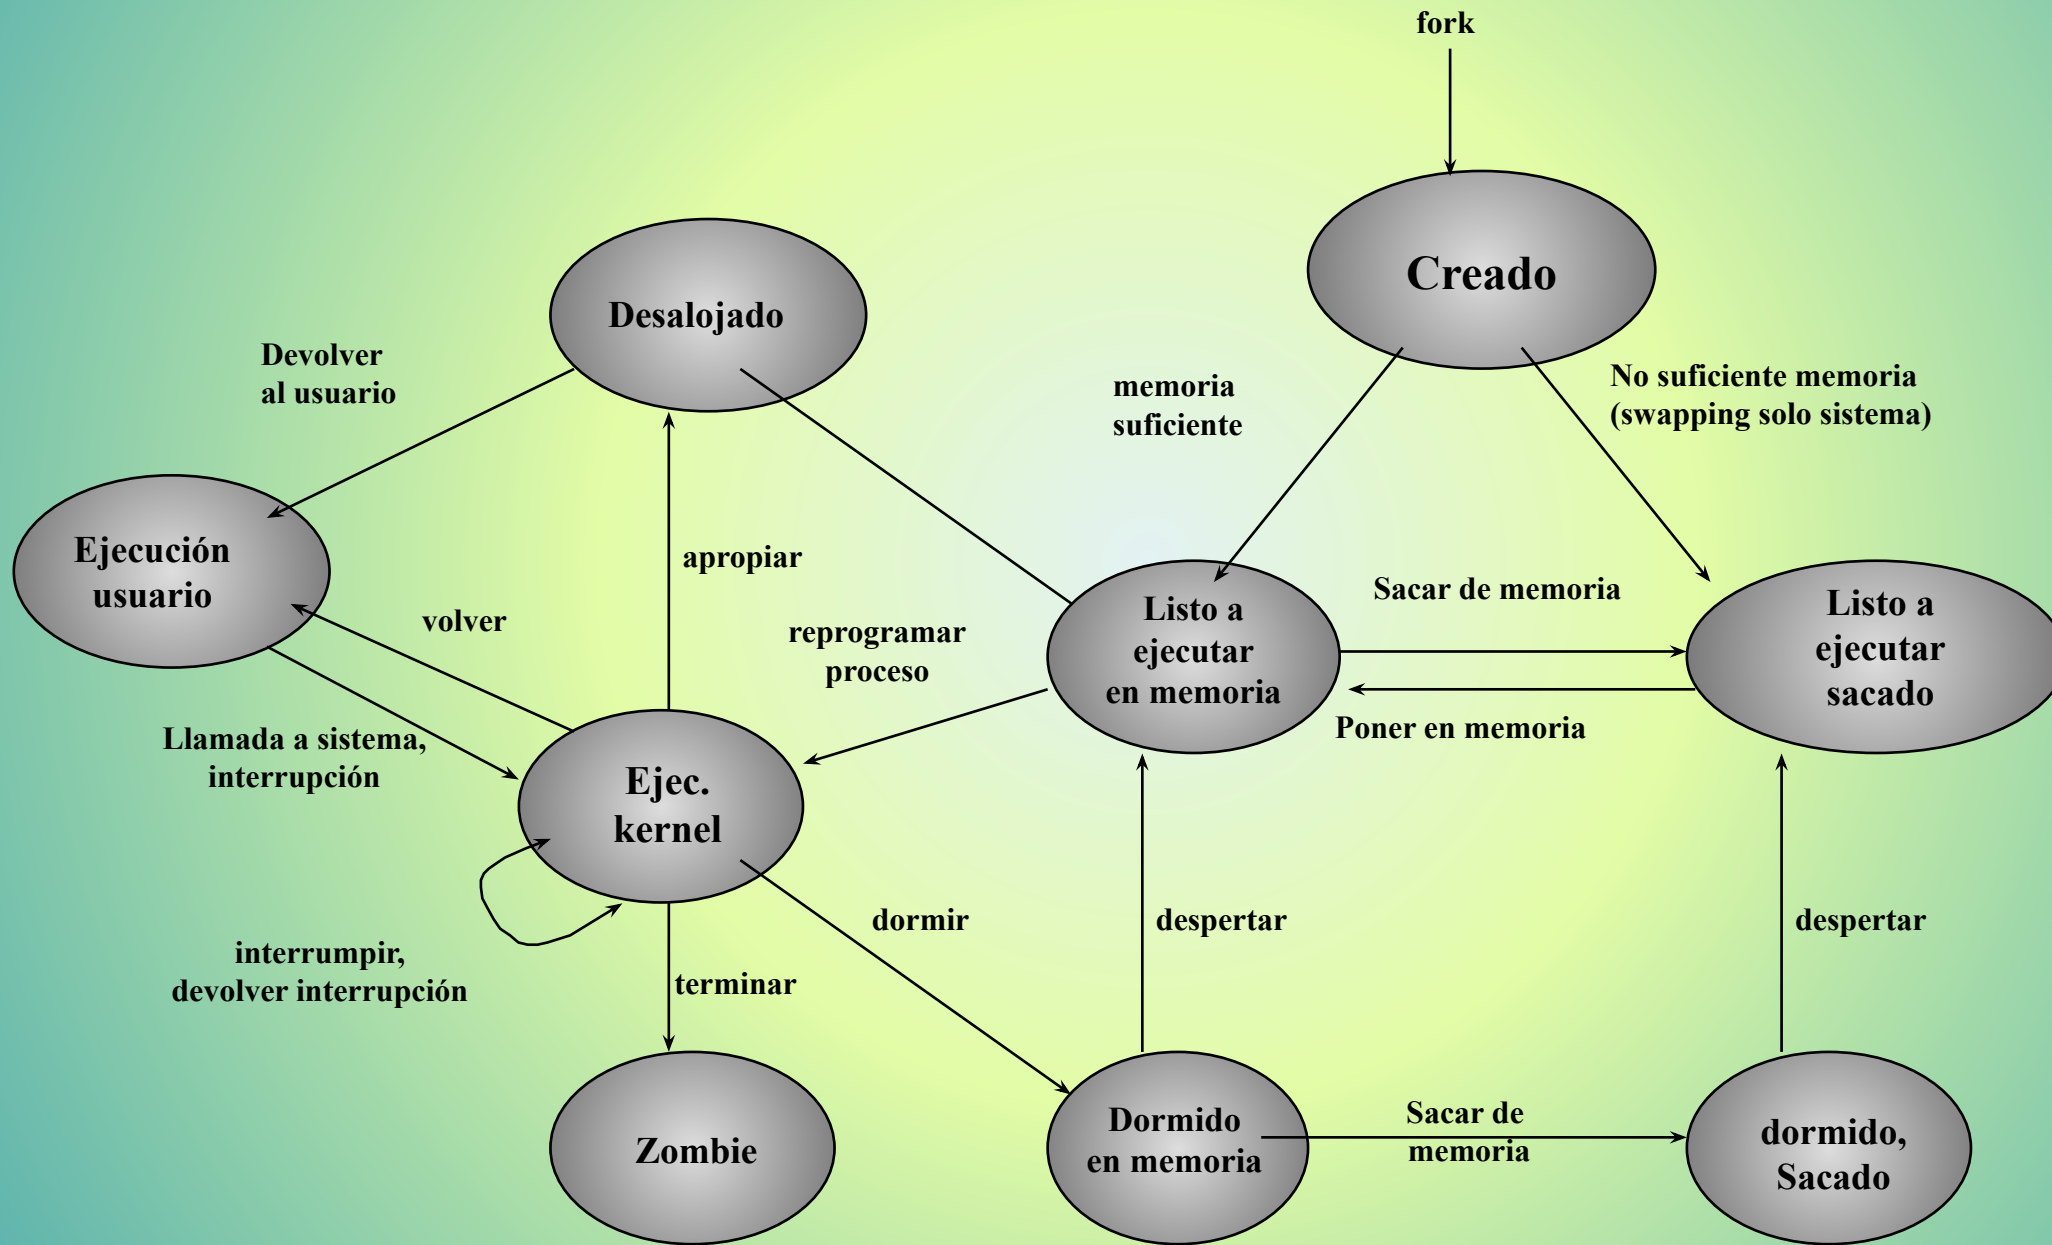 fork
Creado
Desalojado
Devolver
al usuario
memoria
suficiente
No suficiente memoria
(swapping solo sistema)
Ejecución
usuario
apropiar
volver
reprogramar
proceso
Listo a
ejecutar
en memoria
Sacar de memoria
Poner en memoria
Listo a
ejecutar
sacado
Llamada a sistema,
interrupción
Ejec.
kernel
interrumpir,
devolver interrupción
terminar
dormir
despertar
despertar
Zombie
Dormido
en memoria
Sacar de
memoria
dormido,
Sacado